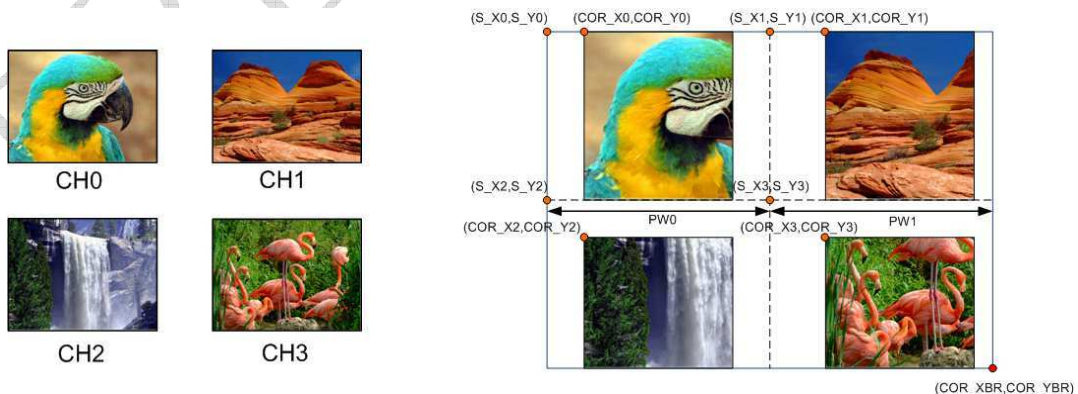 CH0
CH1
CH2
CH3
(S_X0,S_Y0)
(COR_X0,COR_Y0)
(S_X1,S_Y1)
(COR_X1,COR_Y1)
(S_X2,S_Y2)
(S_X3,S_Y3)
PW0
PW1
(COR_X2,COR_Y2)
(COR_X3,COR_Y3)
(COR_XBR,COR_YBR)